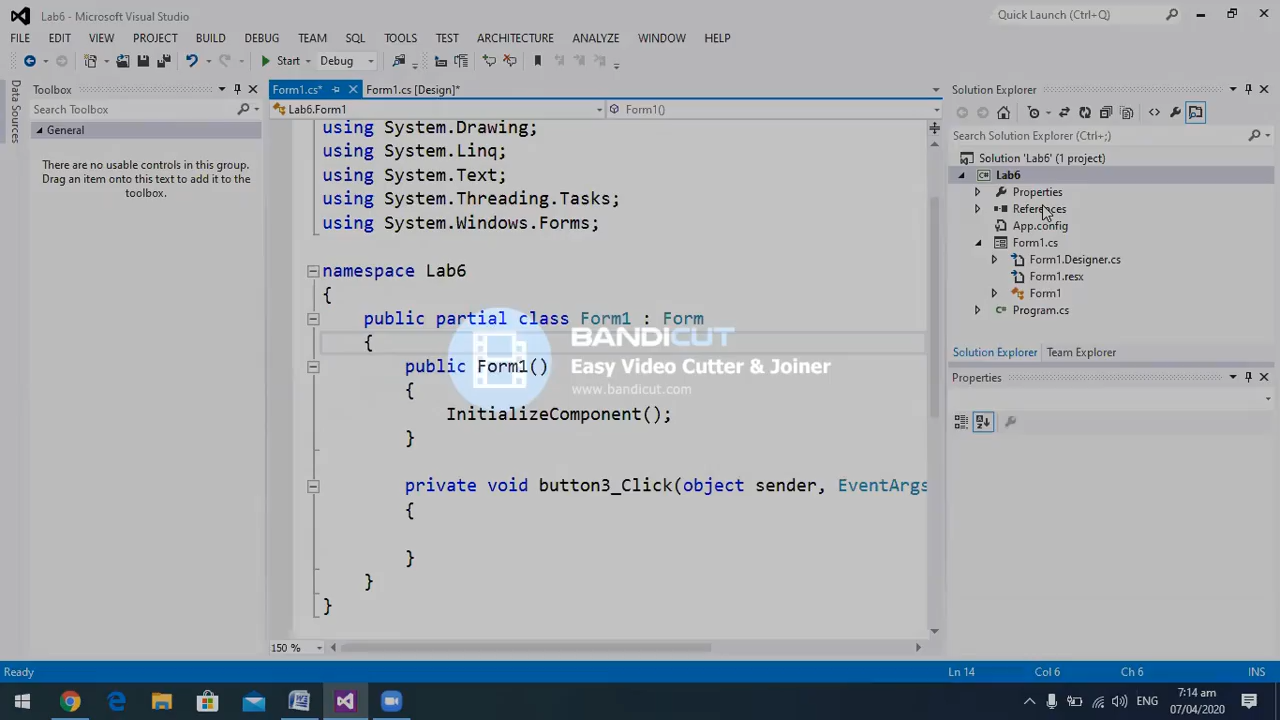 Lab6 - Microsoft Visual Studio
Quick Launch (Ctrl+Q)
FILE EDIT VIEW PROJECT BUILD DEBUG TEAM SQL TOOLS TEST ARCHITECTURE ANALYZE WINDOW HELP
Start Debug
Data Sources
Toolbox
Search Toolbox
General
There are no usable controls in this group.
Drag an item onto this text to add it to the
toolbox.
Form1.cs* Form1.cs [Design]*
Lab6.Form1 Form1()
using System.Drawing;
using System.Linq;
using System.Text;
using System.Threading.Tasks;
using System.Windows.Forms;
namespace Lab6
{
public partial class Form1 : Form
{
public Form1()
{
InitializeComponent();
}
private void button3_Click(object sender, EventArgs
{
}
}
}
BANDICUT
Easy Video Cutter & Joiner
www.bandicut.com
150 %
Solution Explorer
Search Solution Explorer (Ctrl+;)
Solution 'Lab6' (1 project)
Lab6
Properties
References
App.config
Form1.cs
Form1.Designer.cs
Form1.resx
Form1
Program.cs
Solution Explorer Team Explorer
Properties
Ready Ln 14 Col 6 Ch 6 INS
ENG
7:14 am
07/04/2020